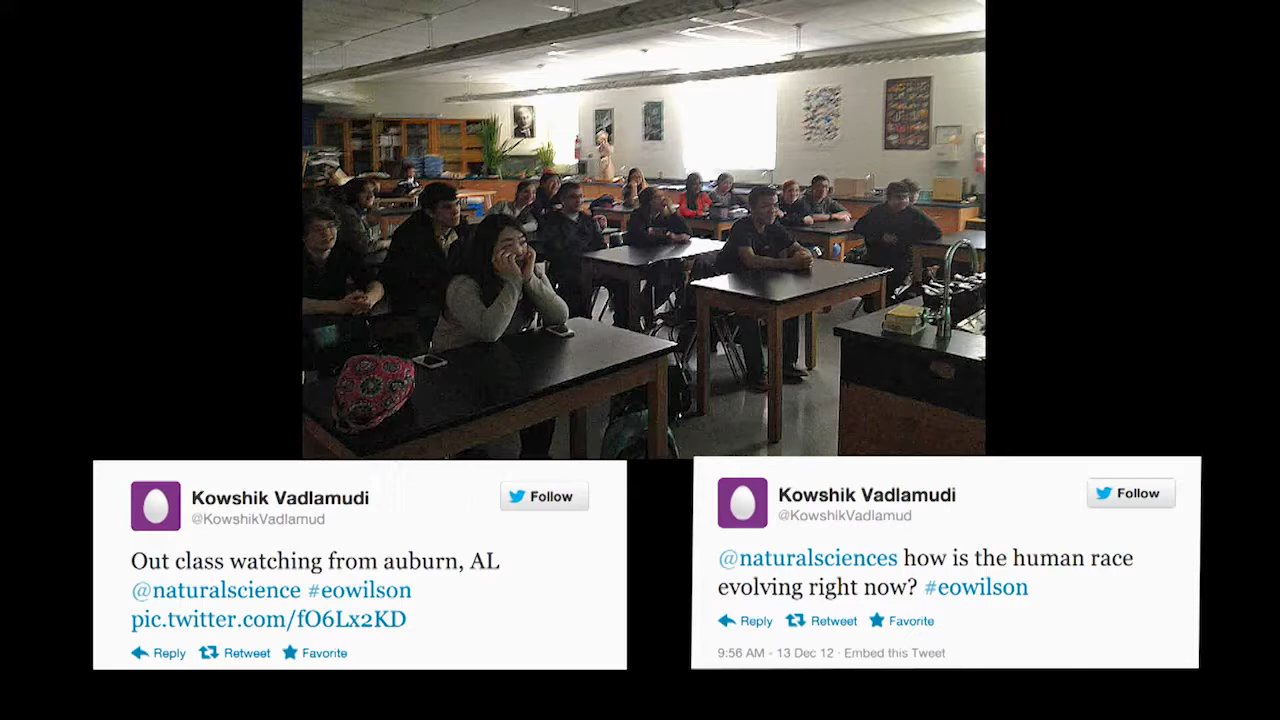 Kowshik Vadlamudi
@KowshikVadlamud
Follow
Out class watching from auburn, AL
@naturalscience #eowilson
pic.twitter.com/fO6Lx2KD
Reply Retweet Favorite
Kowshik Vadlamudi
@KowshikVadlamud
Follow
@naturalsciences how is the human race
evolving right now? #eowilson
Reply Retweet Favorite
9:56 AM - 13 Dec 12 · Embed this Tweet